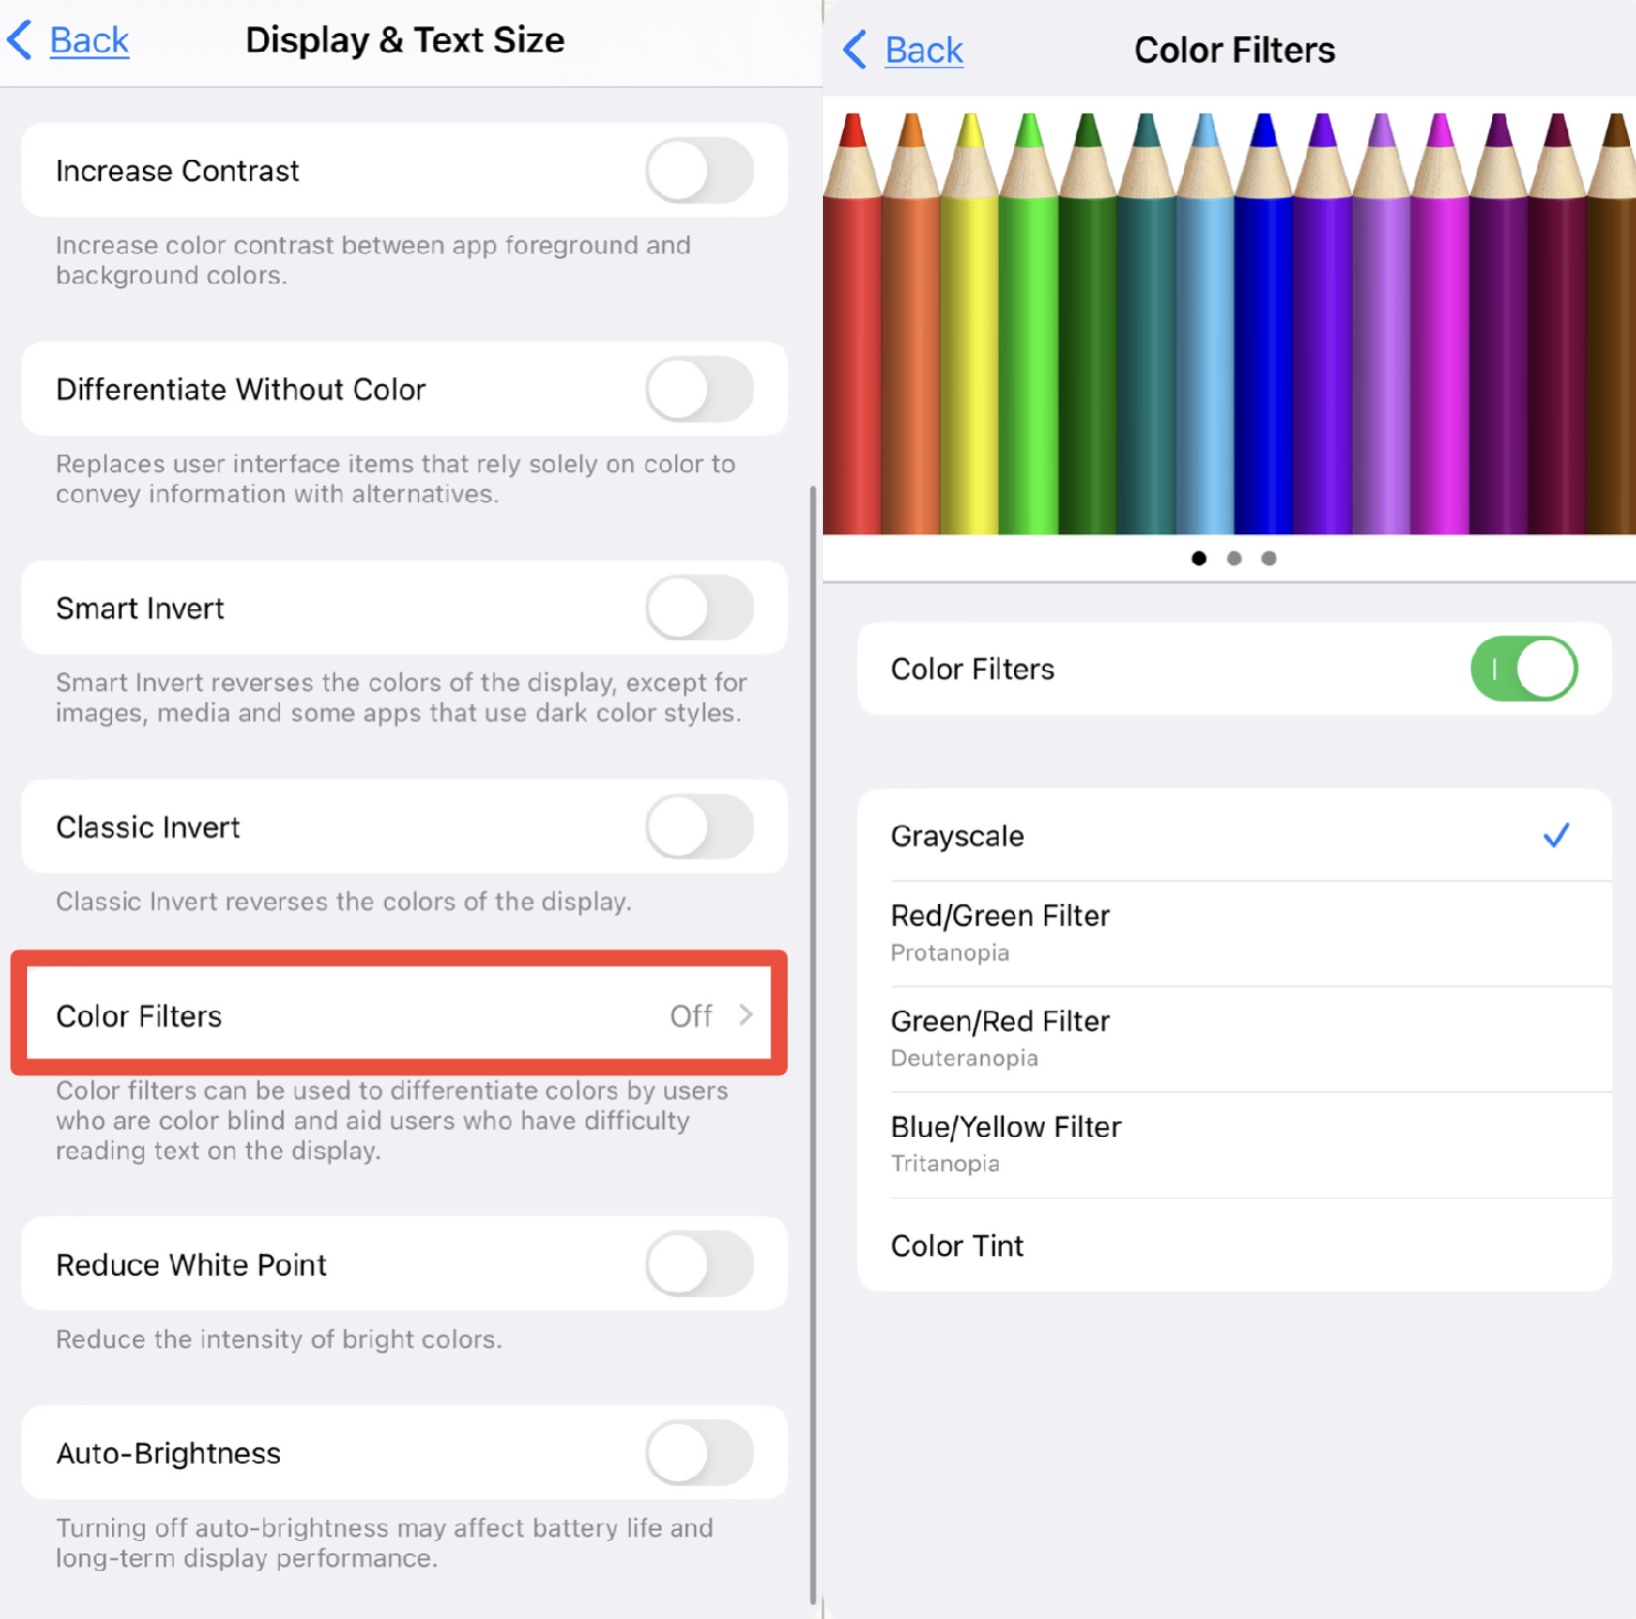 Back
Display & Text Size
Increase Contrast
Increase color contrast between app foreground and
background colors.
Differentiate Without Color
Replaces user interface items that rely solely on color to
convey information with alternatives.
Smart Invert
Smart Invert reverses the colors of the display, except for
images, media and some apps that use dark color styles.
Classic Invert
Classic Invert reverses the colors of the display.
Color Filters
Off
Color filters can be used to differentiate colors by users
who are color blind and aid users who have difficulty
reading text on the display.
Reduce White Point
Reduce the intensity of bright colors.
Auto-Brightness
Turning off auto-brightness may affect battery life and
long-term display performance.
Back
Color Filters
Color Filters
Grayscale
Red/Green Filter
Protanopia
Green/Red Filter
Deuteranopia
Blue/Yellow Filter
Tritanopia
Color Tint